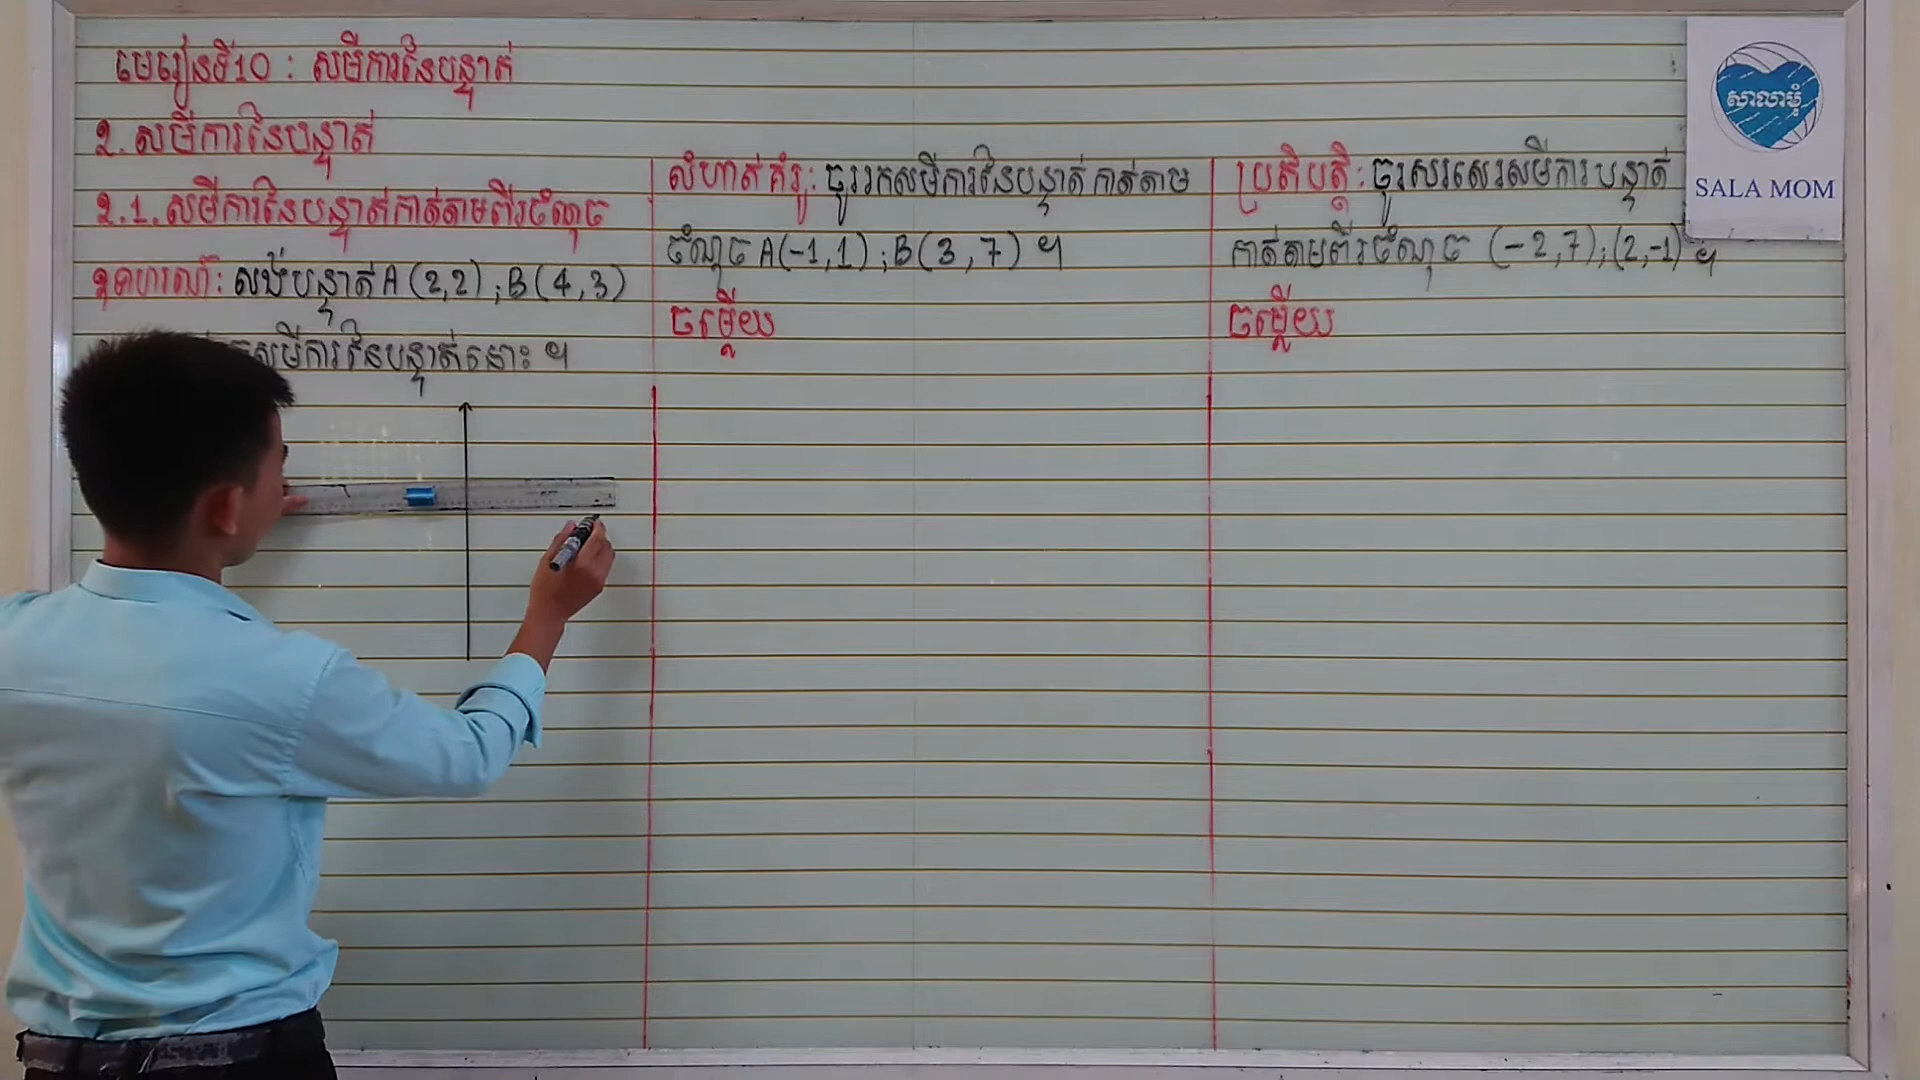 មេរៀនទី10 : សមីការនៃបន្ទាត់
2. សមីការនៃបន្ទាត់
2.1. សមីការនៃបន្ទាត់កាត់តាមពីរចំណុច
ឧទាហរណ៍: សង់បន្ទាត់ A(2,2) ; B(4,3)
សមីការនៃបន្ទាត់នោះ ។
លំហាត់គំរូ: ចូររកសមីការនៃបន្ទាត់កាត់តាម
ចំណុច A(-1,1) ; B(3,7) ។
ចម្លើយ
ប្រតិបត្តិ: ចូរសរសេរសមីការបន្ទាត់
កាត់តាមពីរចំណុច (-2,7) ; (2,-1) ។
ចម្លើយ
សាលាមុំ
SALA MOM